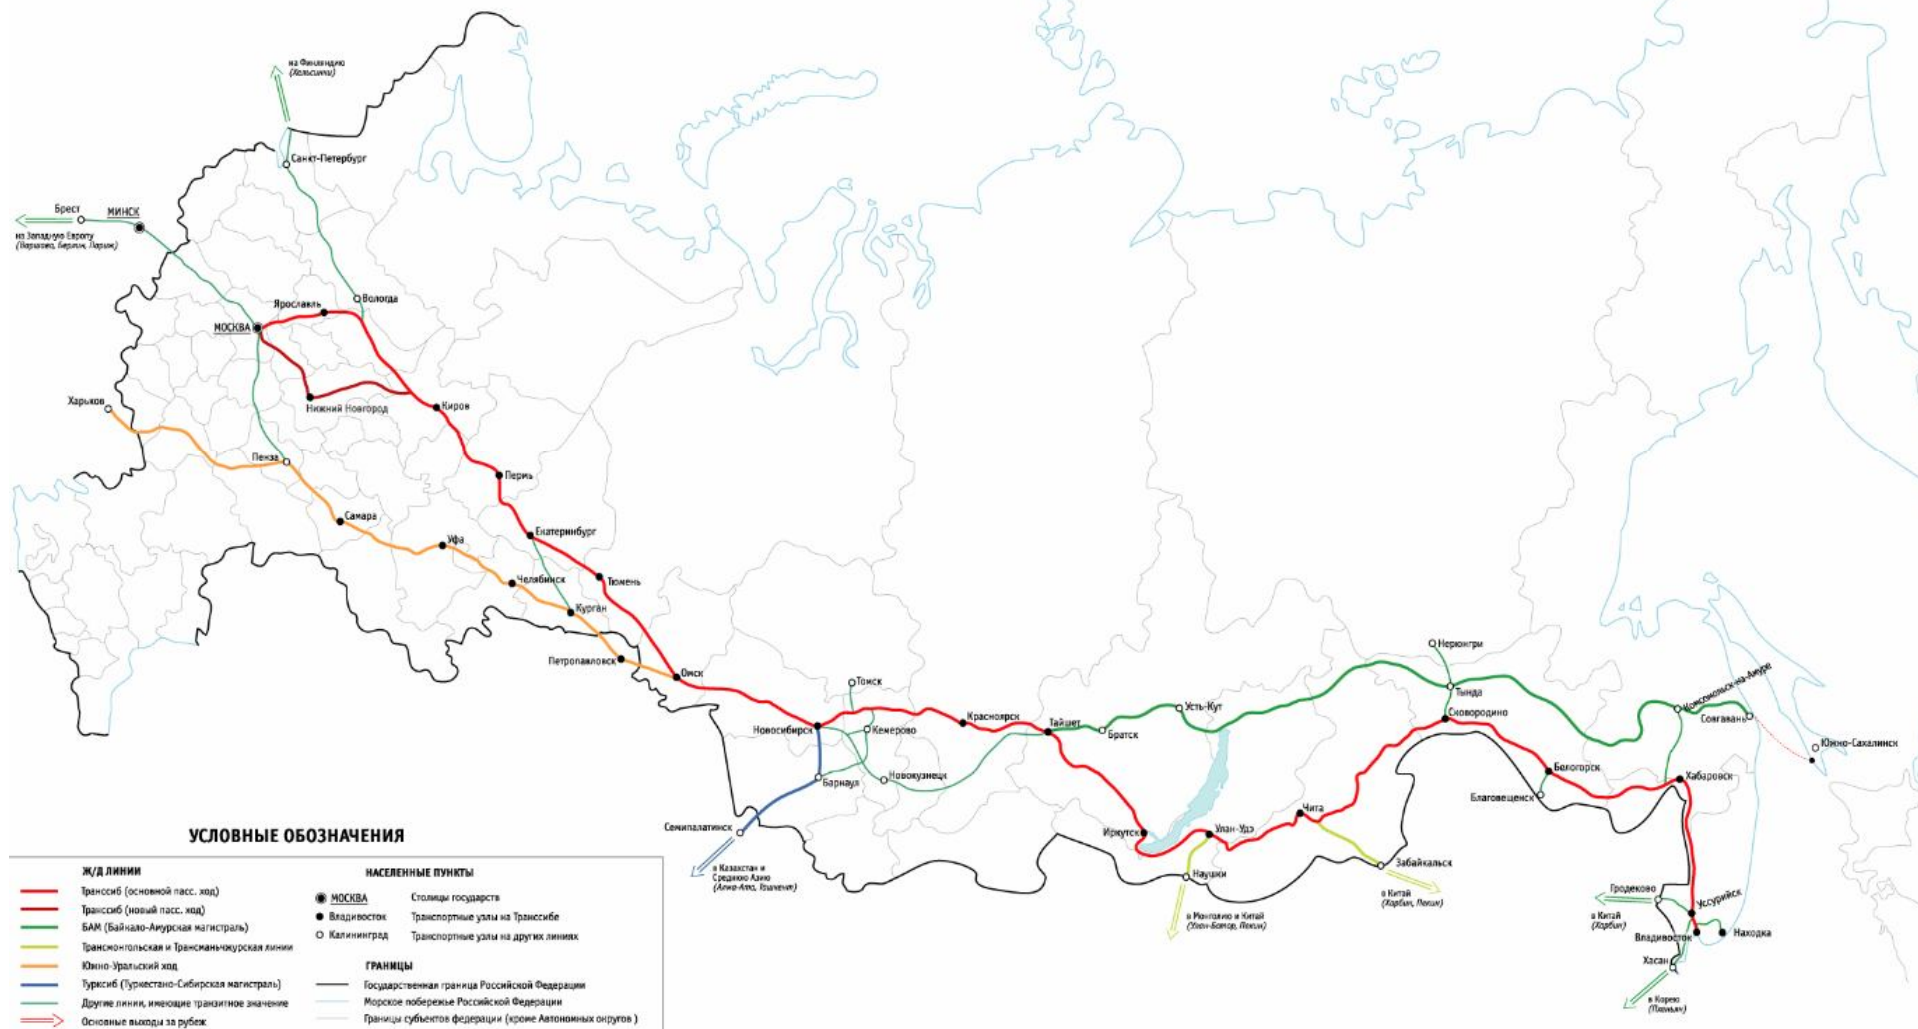 на Финляндию
(Хельсинки)
Санкт-Петербург
Брест
МИНСК
на Западную Европу
(Варшава, Берлин, Париж)
Ярославль
Вологда
МОСКВА
Харьков
Нижний Новгород
Киров
Пенза
Пермь
Самара
Екатеринбург
Уфа
Челябинск
Тюмень
Курган
Петропавловск
Омск
Томск
Новосибирск
Кемерово
Красноярск
Тайшет
Братск
Усть-Кут
Нерюнгри
Тында
Сковородино
Комсомольск-на-Амуре
Совгавань
Южно-Сахалинск
Барнаул
Новокузнецк
Белогорск
Благовещенск
Хабаровск
Семипалатинск
Иркутск
Улан-Удэ
Чита
в Казахстан и
Среднюю Азию
(Алма-Ата, Ташкент)
Наушки
Забайкальск
в Китай
(Харбин, Пекин)
в Монголию и Китай
(Улан-Батор, Пекин)
Гродеково
Уссурийск
в Китай
(Харбин)
Владивосток
Находка
Хасан
в Корею
(Пхеньян)
УСЛОВНЫЕ ОБОЗНАЧЕНИЯ
Ж/Д ЛИНИИ
Транссиб (основной пасс. ход)
Транссиб (новый пасс. ход)
БАМ (Байкало-Амурская магистраль)
Трансмонгольская и Трансманьчжурская линии
Южно-Уральский ход
Турксиб (Туркестано-Сибирская магистраль)
Другие линии, имеющие транзитное значение
Основные выходы за рубеж
НАСЕЛЕННЫЕ ПУНКТЫ
МОСКВА Столицы государств
Владивосток Транспортные узлы на Транссибе
Калининград Транспортные узлы на других линиях
ГРАНИЦЫ
Государственная граница Российской Федерации
Морское побережье Российской Федерации
Границы субъектов федерации (кроме Автономных округов )